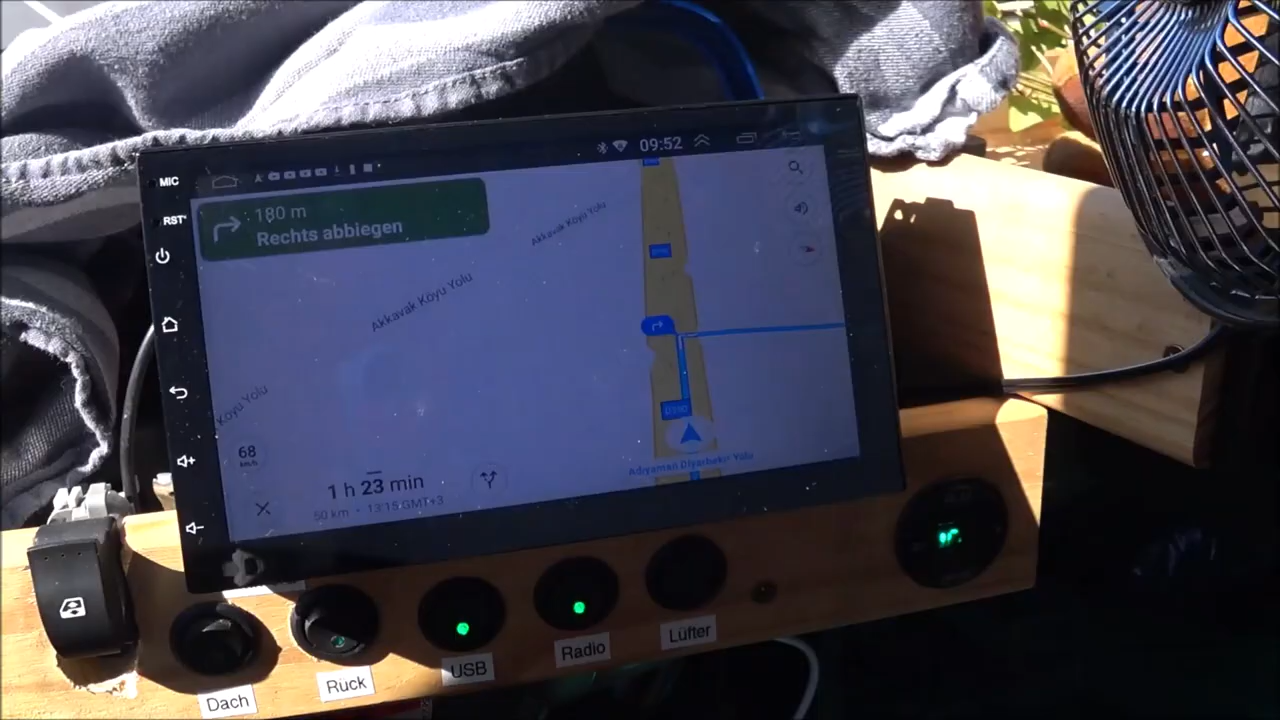 09:52
MIC
RST
180 m
Rechts abbiegen
Akkavak Köyü Yolu
Akkavak Köyü Yolu
Köyü Yolu
68
km/h
Adıyaman Diyarbakır Yolu
1 h 23 min
50 km • 13:15 GMT+3
Dach
Rück
USB
Radio
Lüfter